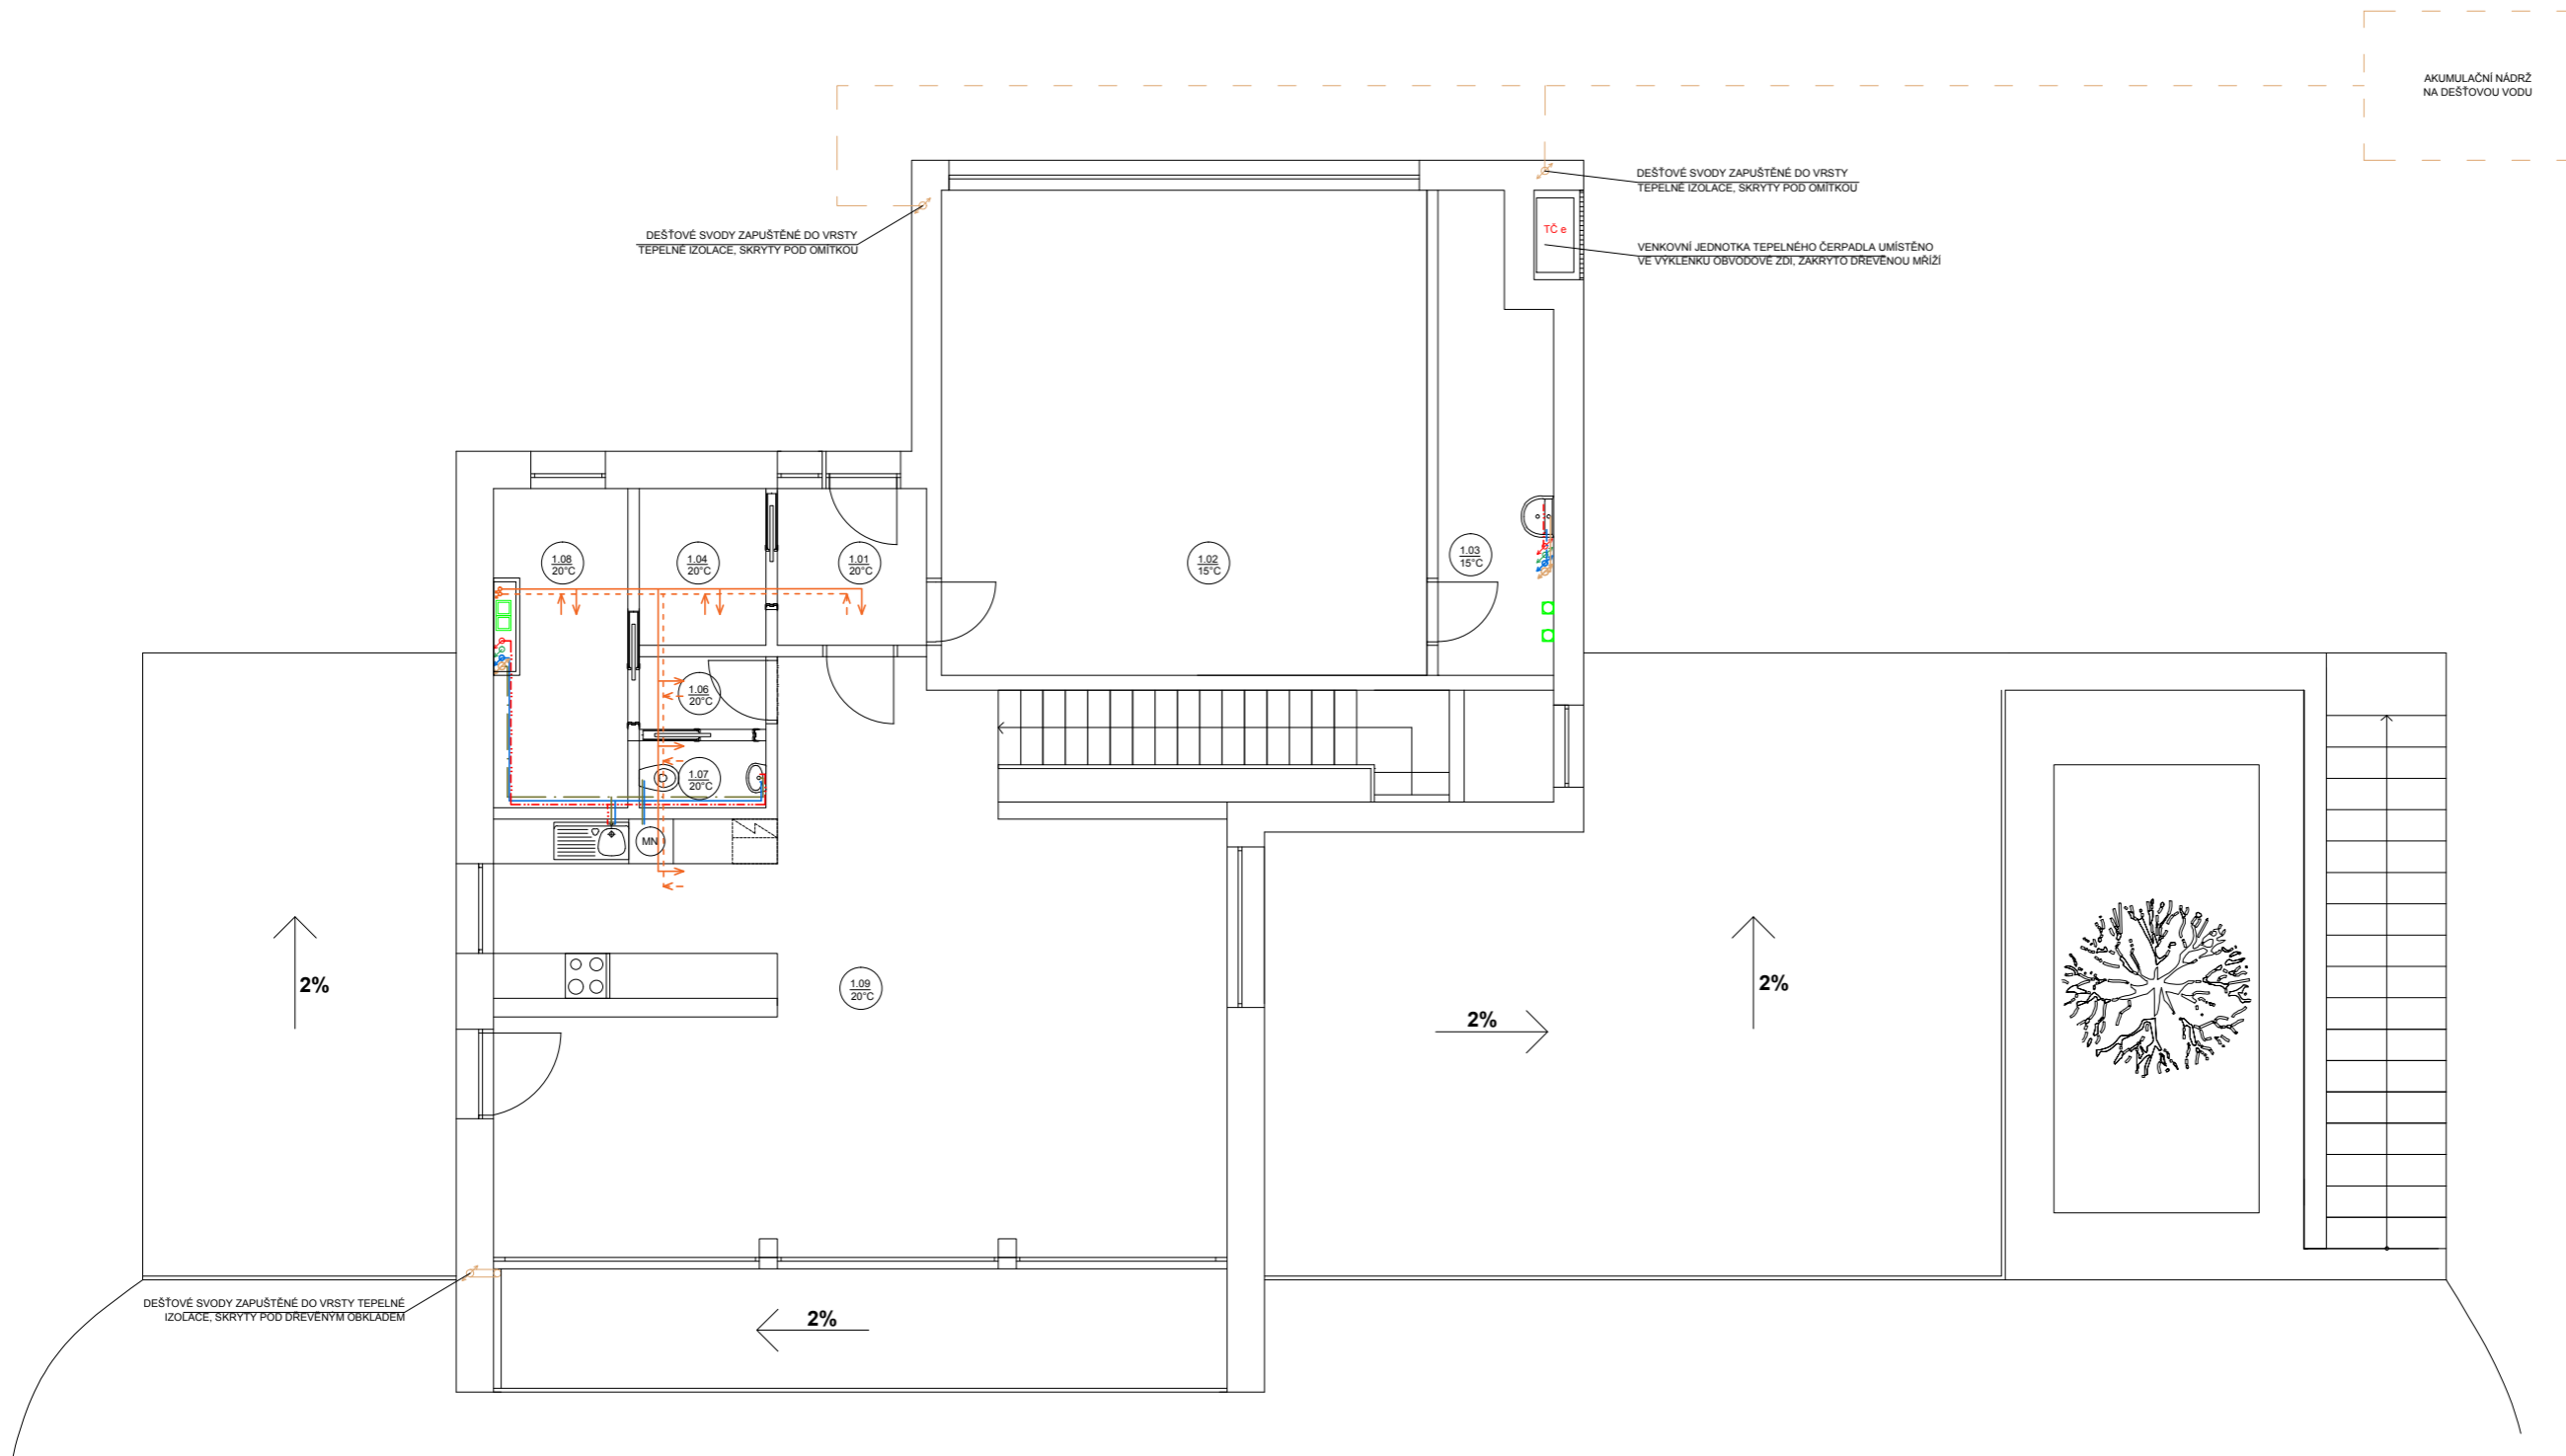 AKUMULAČNÍ NÁDRŽ
NA DEŠŤOVOU VODU
DEŠŤOVÉ SVODY ZAPUŠTĚNÉ DO VRSTY
TEPELNÉ IZOLACE, SKRYTY POD OMÍTKOU
DEŠŤOVÉ SVODY ZAPUŠTĚNÉ DO VRSTY
TEPELNÉ IZOLACE, SKRYTY POD OMÍTKOU
TČ e
VENKOVNÍ JEDNOTKA TEPELNÉHO ČERPADLA UMÍSTĚNO
VE VÝKLENKU OBVODOVÉ ZDI, ZAKRYTO DŘEVĚNOU MŘÍŽÍ
1.08
20°C
1.04
20°C
1.01
20°C
1.02
15°C
1.03
15°C
1.06
20°C
1.07
20°C
MN
1.09
20°C
2%
2%
2%
2%
DEŠŤOVÉ SVODY ZAPUŠTĚNÉ DO VRSTY TEPELNÉ
IZOLACE, SKRYTY POD DŘEVĚNÝM OBKLADEM